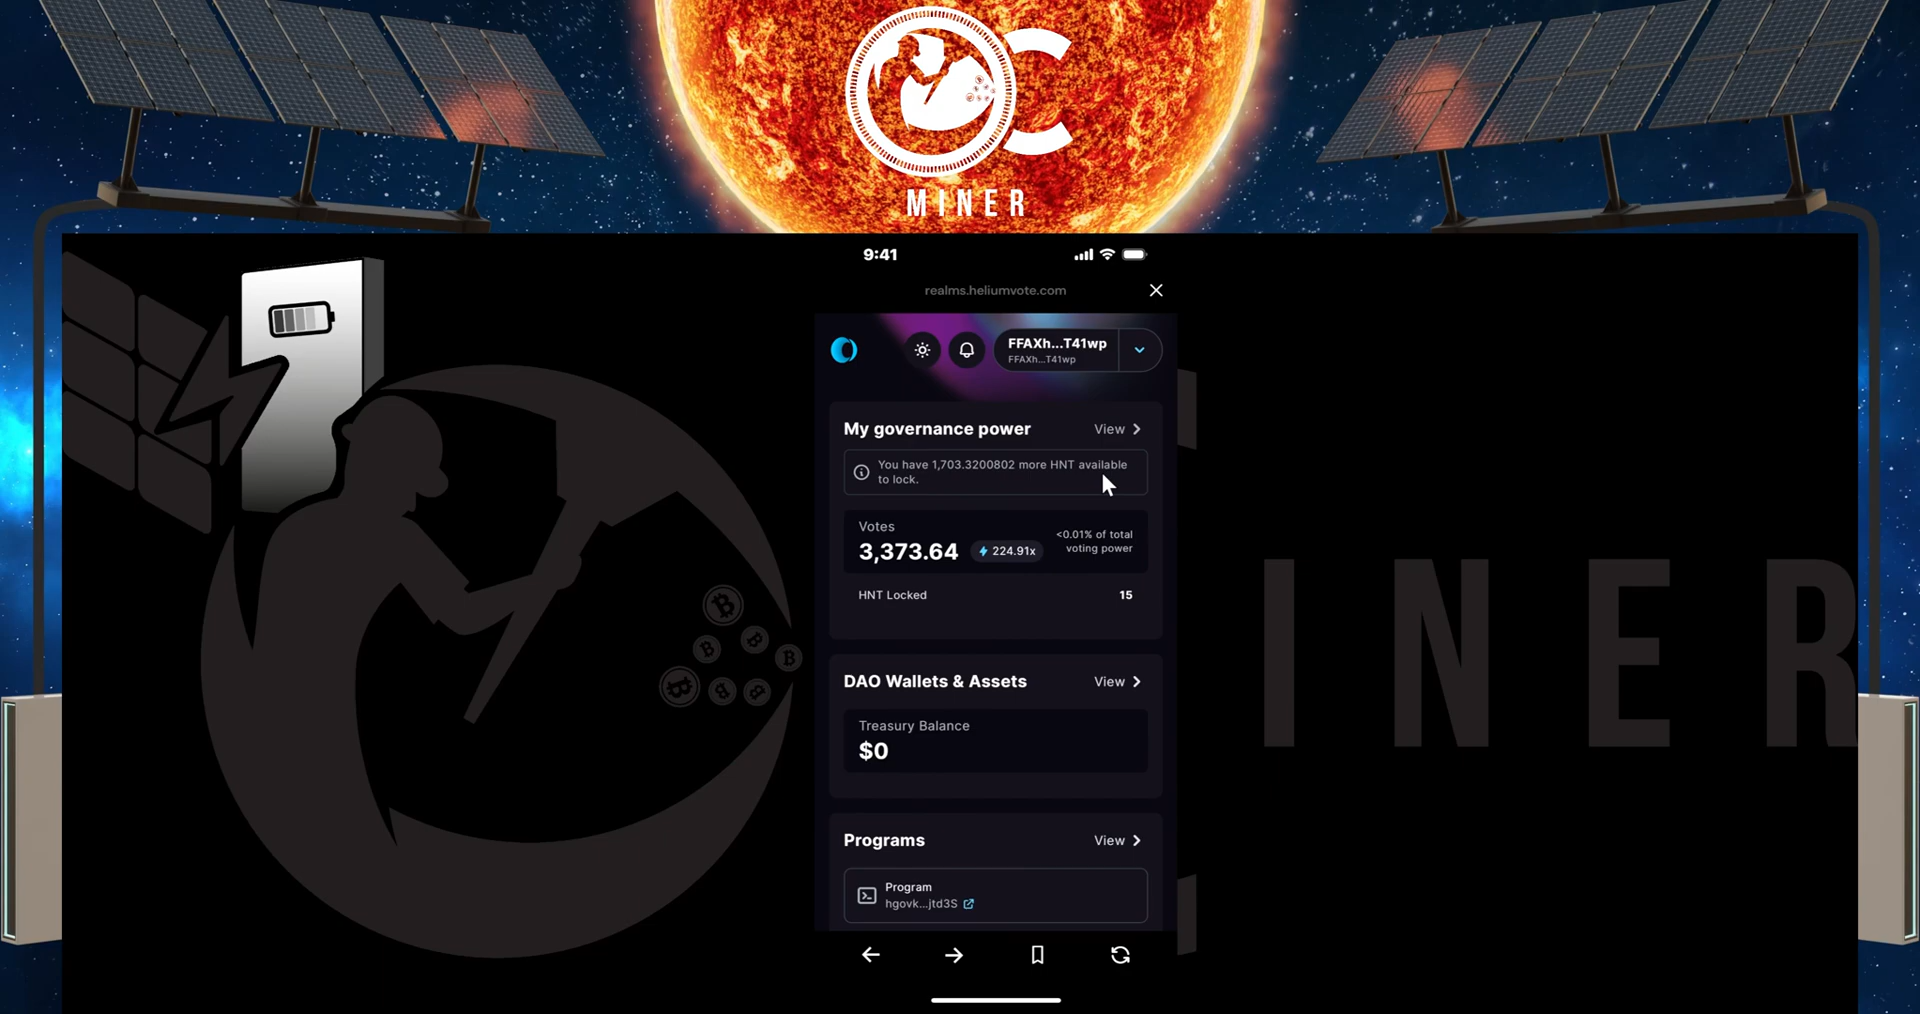 C
MINER
9:41
realms.heliumvote.com
FFAXh...T41wp
FFAXh...T41wp
My governance power
View
You have 1,703.3200802 more HNT available
to lock.
Votes
3,373.64
224.91x
<0.01% of total
voting power
HNT Locked
15
DAO Wallets & Assets
View
Treasury Balance
$0
Programs
View
Program
hgovk...jtd3S
INER